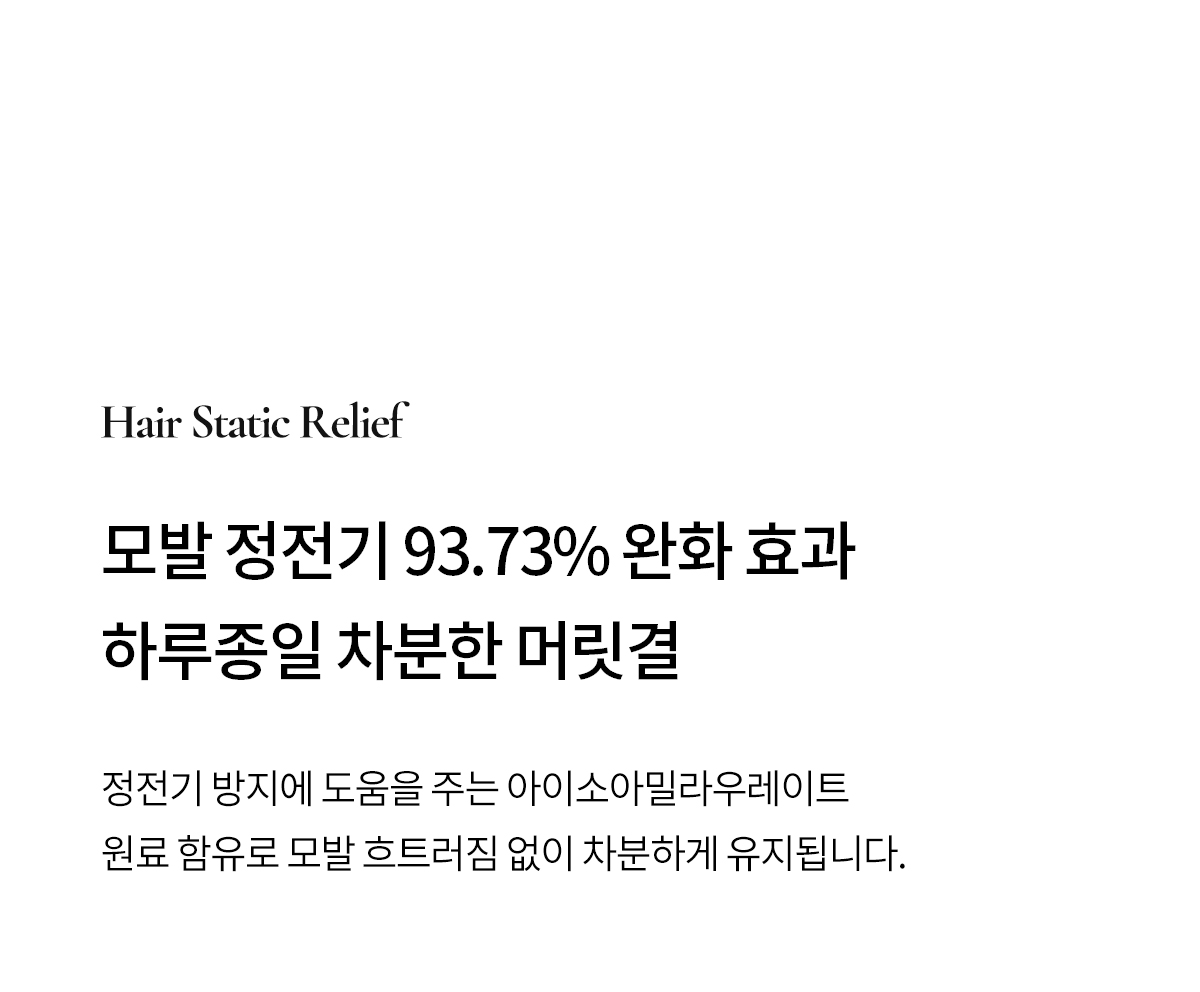 Hair Static Relief
모발 정전기 93.73% 완화 효과
하루종일 차분한 머릿결
정전기 방지에 도움을 주는 아이소아밀라우레이트
원료 함유로 모발 흐트러짐 없이 차분하게 유지됩니다.